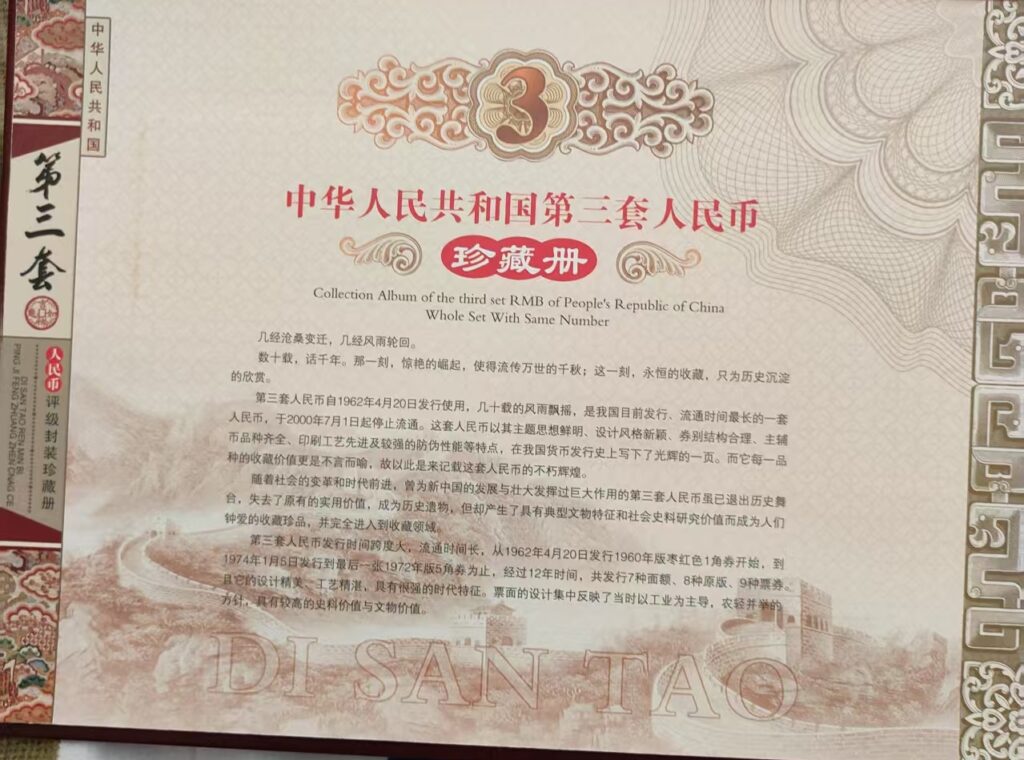 中华人民共和国
第三套
人民币评级封装珍藏册
DI SAN TAO REN MIN BI
PING JI FENG ZHUANG ZHEN CNAG CE
3
中华人民共和国第三套人民币
珍藏册
Collection Album of the third set RMB of People's Republic of China
Whole Set With Same Number
几经沧桑变迁，几经风雨轮回。
数十载，话千年。那一刻，惊艳的崛起，使得流传万世的千秋；这一刻，永恒的收藏，只为历史沉淀
的欣赏。
第三套人民币自1962年4月20日发行使用，几十载的风雨飘摇，是我国目前发行、流通时间最长的一套
人民币，于2000年7月1日起停止流通。这套人民币以其主题思想鲜明、设计风格新颖、券别结构合理、主辅
币品种齐全、印刷工艺先进及较强的防伪性能等特点，在我国货币发行史上写下了光辉的一页。而它每一品
种的收藏价值更是不言而喻，故以此是来记载这套人民币的不朽辉煌。
随着社会的变革和时代前进，曾为新中国的发展与壮大发挥过巨大作用的第三套人民币虽已退出历史舞
台，失去了原有的实用价值，成为历史遗物，但却产生了具有典型文物特征和社会史料研究价值而成为人们
钟爱的收藏珍品，并完全进入到收藏领域。
第三套人民币发行时间跨度大，流通时间长，从1962年4月20日发行1960年版枣红色1角券开始，到
1974年1月5日发行到最后一张1972年版5角券为止，经过12年时间，共发行7种面额、8种原版、9种票券。
且它的设计精美、工艺精湛，具有很强的时代特征。票面的设计集中反映了当时以工业为主导，农轻并举的
方针，具有较高的史料价值与文物价值。
DI SAN TAO